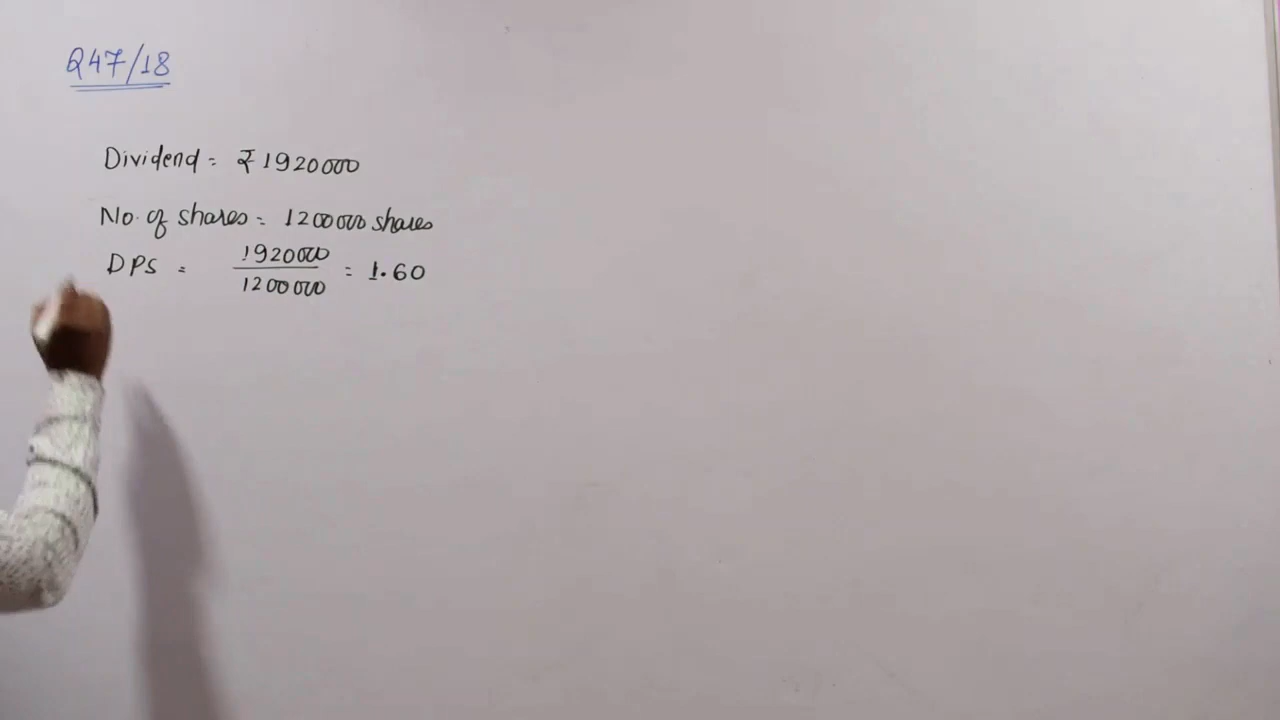 Q47/18
Dividend = ₹1920000
No. of shares = 1200000 shares
DPS = 1920000/1200000 = 1.60